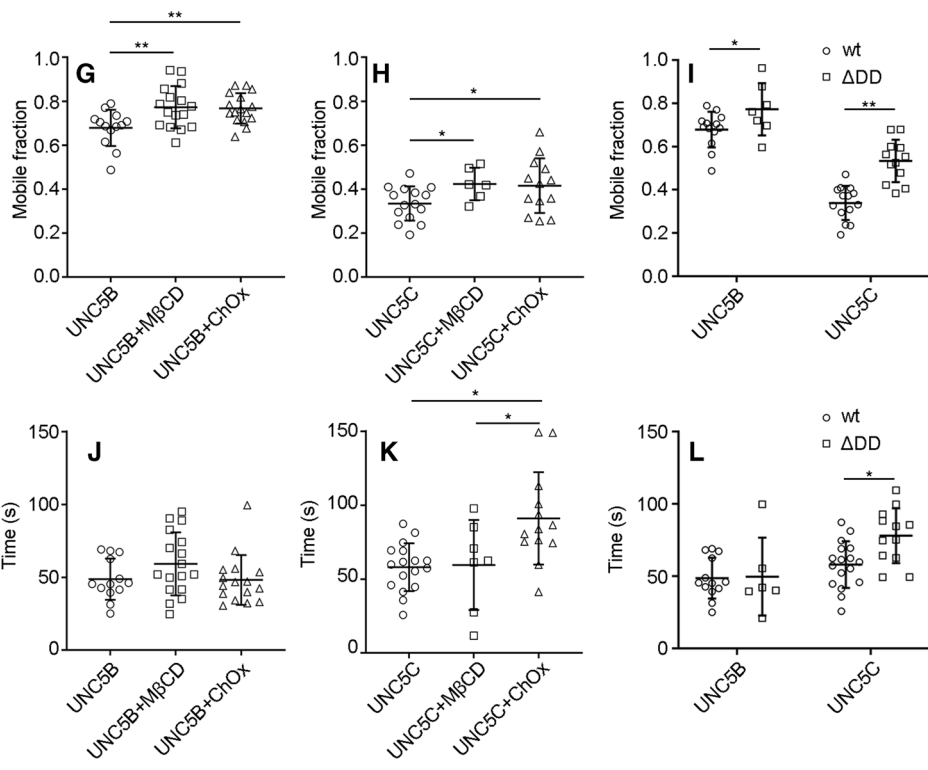 **
**
G
Mobile fraction
1.0
0.8
0.6
0.4
0.2
0.0
UNC5B
UNC5B+MβCD
UNC5B+ChOx
*
*
H
Mobile fraction
1.0
0.8
0.6
0.4
0.2
0.0
UNC5C
UNC5C+MβCD
UNC5C+ChOx
*
**
I
wt
ΔDD
Mobile fraction
1.0
0.8
0.6
0.4
0.2
0.0
UNC5B
UNC5C
J
Time (s)
150
100
50
0
UNC5B
UNC5B+MβCD
UNC5B+ChOx
*
*
K
Time (s)
150
100
50
0
UNC5C
UNC5C+MβCD
UNC5C+ChOx
L
wt
ΔDD
*
Time (s)
150
100
50
0
UNC5B
UNC5C